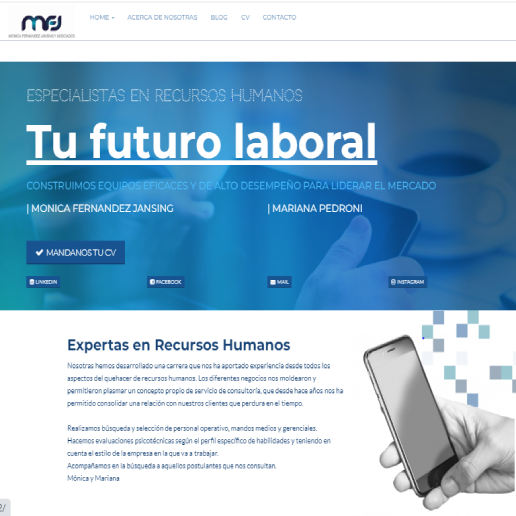 MFJ
MONICA FERNANDEZ JANSING Y ASOCIADOS
HOME
ACERCA DE NOSOTRAS
BLOG
CV
CONTACTO
ESPECIALISTAS EN RECURSOS HUMANOS
Tu futuro laboral
CONSTRUIMOS EQUIPOS EFICACES Y DE ALTO DESEMPEÑO PARA LIDERAR EL MERCADO
| MONICA FERNANDEZ JANSING
| MARIANA PEDRONI
MANDANOS TU CV
LINKEDIN
FACEBOOK
MAIL
INSTAGRAM
Expertas en Recursos Humanos
Nosotras hemos desarrollado una carrera que nos ha aportado experiencia desde todos los
aspectos del quehacer de recursos humanos. Los diferentes negocios nos moldearon y
permitieron plasmar un concepto propio de servicio de consultoría, que desde hace años nos ha
permitido consolidar una relación con nuestros clientes que perdura en el tiempo.
Realizamos búsqueda y selección de personal operativo, mandos medios y gerenciales.
Hacemos evaluaciones psicotécnicas según el perfil específico de habilidades y teniendo en
cuenta el estilo de la empresa en la que va a trabajar.
Acompañamos en la búsqueda a aquellos postulantes que nos consultan.
Mónica y Mariana